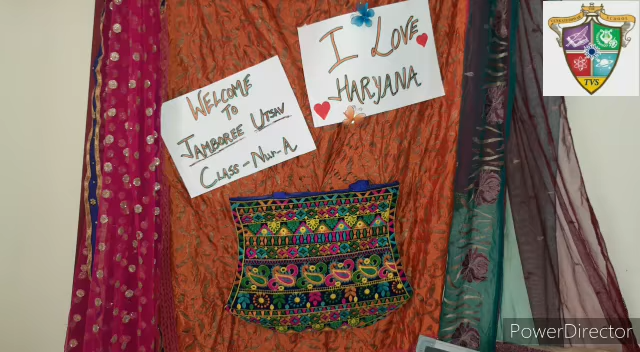 WELCOME
TO
JAMBOREE UTSAV
CLASS-NUR-A
I LOVE
HARYANA
TVS
PowerDirector